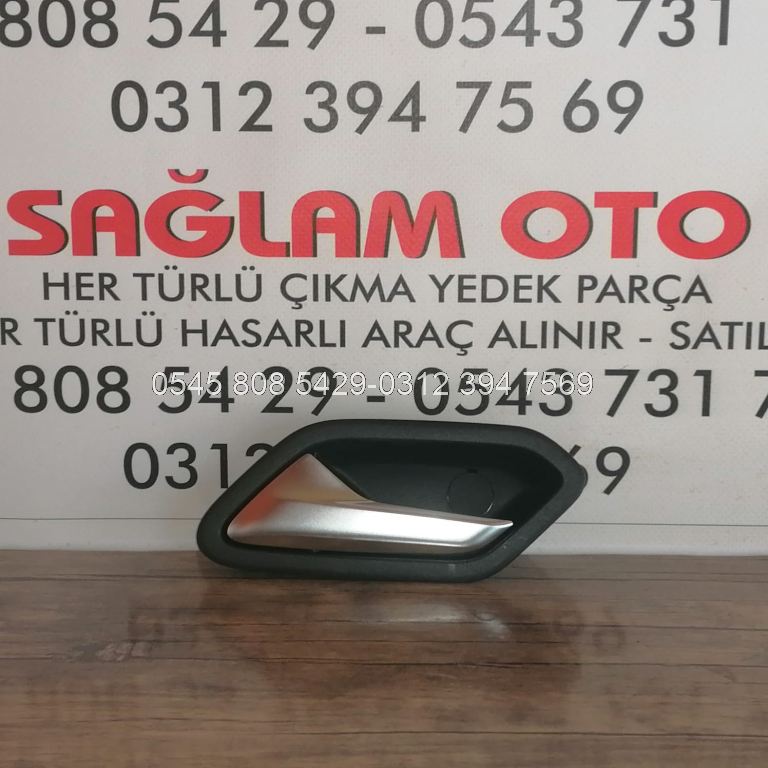 808 54 29 - 0543 731
0312 394 75 69
SAĞLAM OTO
HER TÜRLÜ ÇIKMA YEDEK PARÇA
R TÜRLÜ HASARLI ARAÇ ALINIR - SATIL
808 54 29 - 0543 731 7
0545 808 5429-0312 394 7569
0312 69